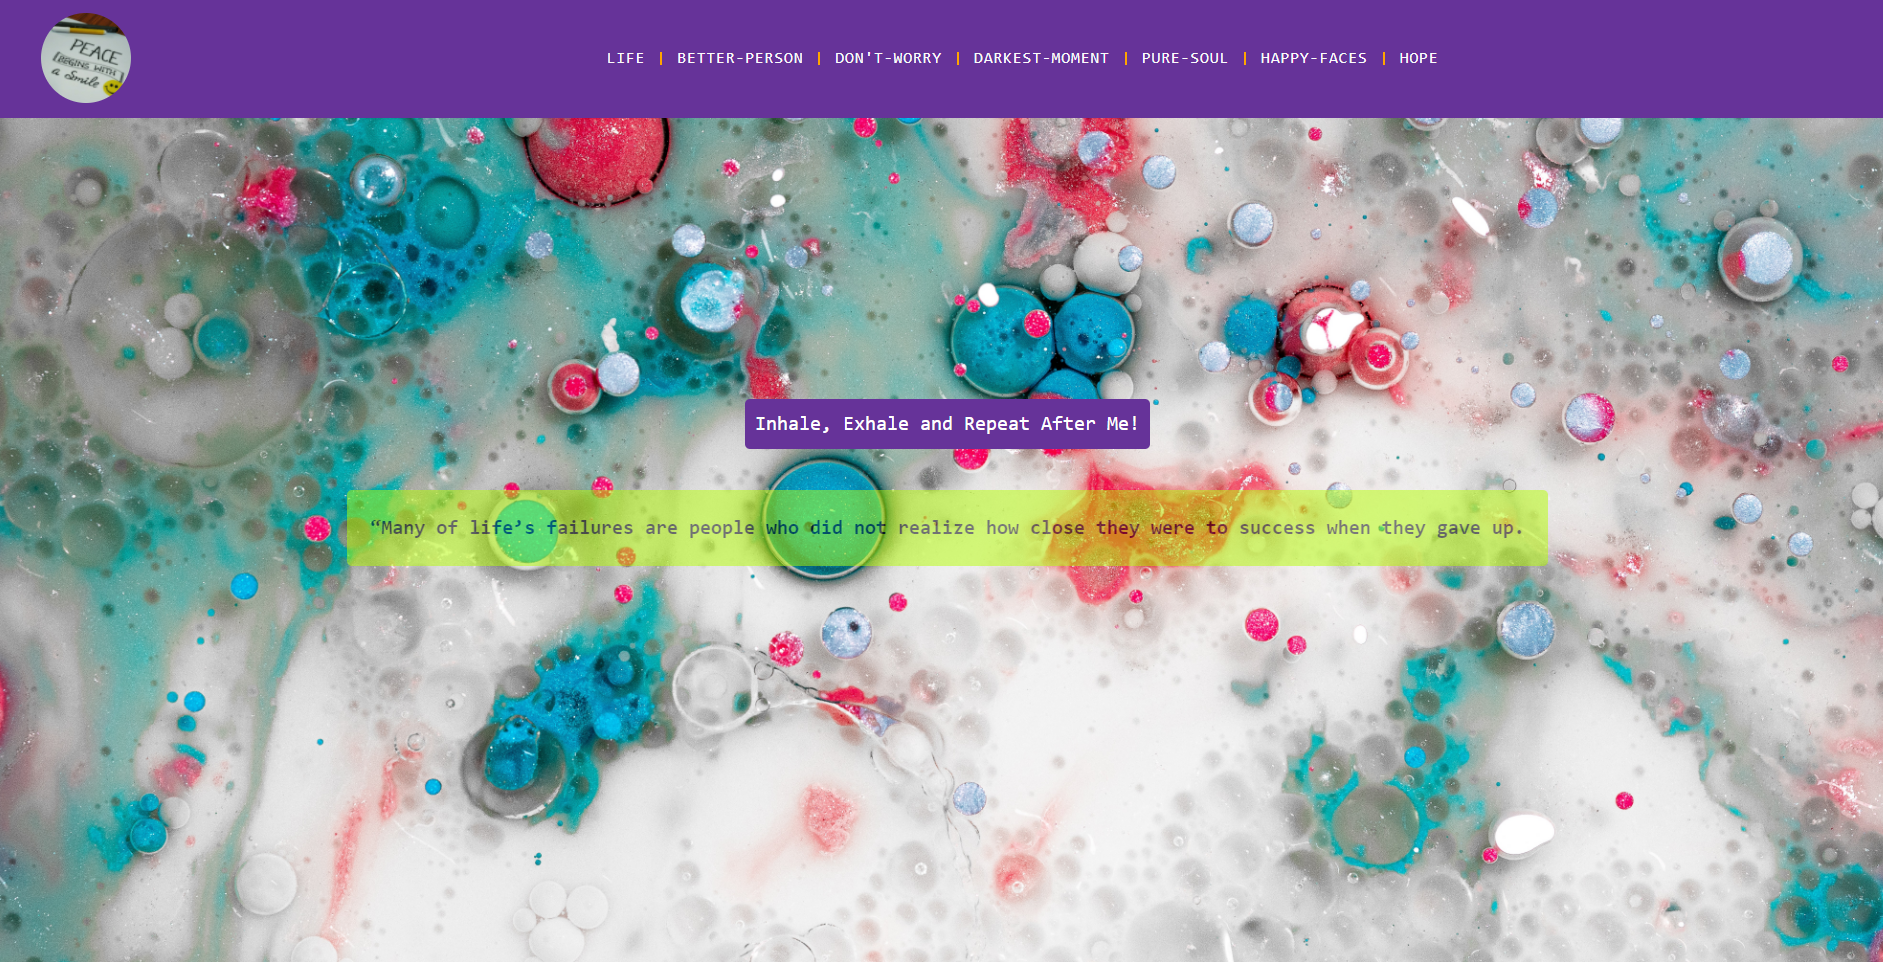 PEACE
BEGINS WITH
a Smile
LIFE | BETTER-PERSON | DON'T-WORRY | DARKEST-MOMENT | PURE-SOUL | HAPPY-FACES | HOPE
Inhale, Exhale and Repeat After Me!
“Many of life’s failures are people who did not realize how close they were to success when they gave up.